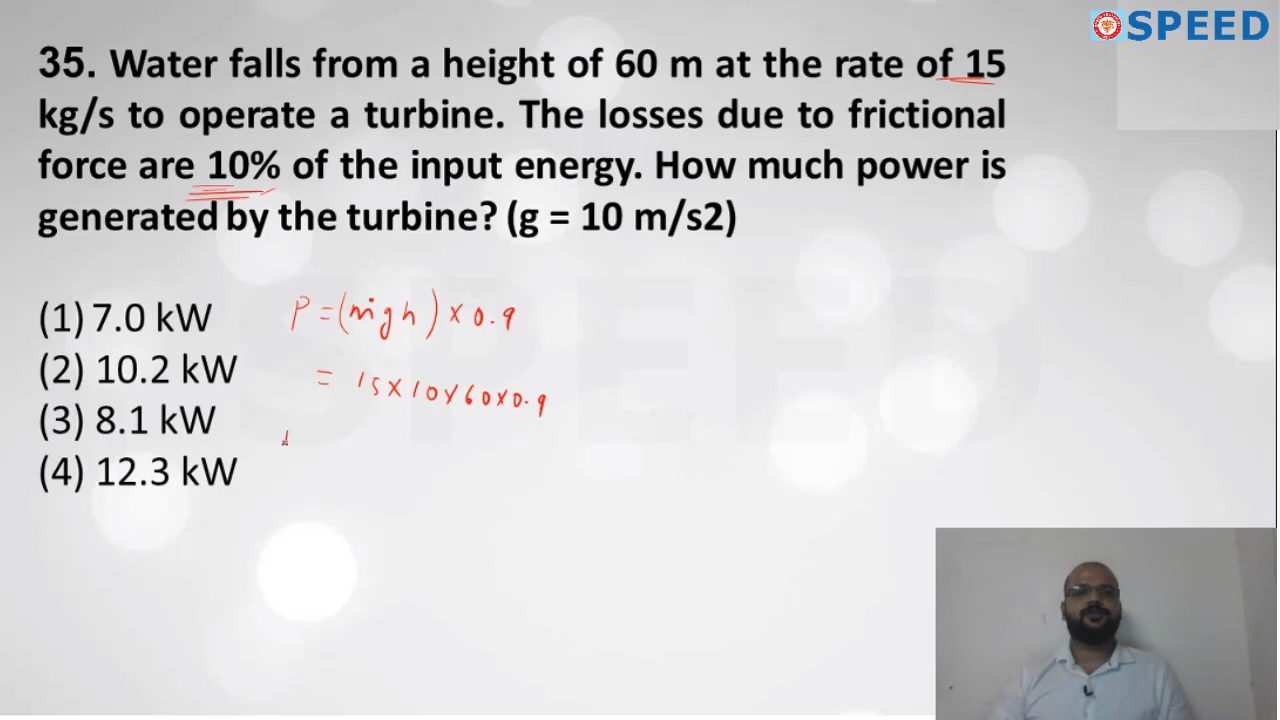 SPEED
35. Water falls from a height of 60 m at the rate of 15
kg/s to operate a turbine. The losses due to frictional
force are 10% of the input energy. How much power is
generated by the turbine? (g = 10 m/s2)
(1) 7.0 kW
(2) 10.2 kW
(3) 8.1 kW
(4) 12.3 kW
P = (ṁgh) × 0.9
= 15×10×60×0.9
SPEED